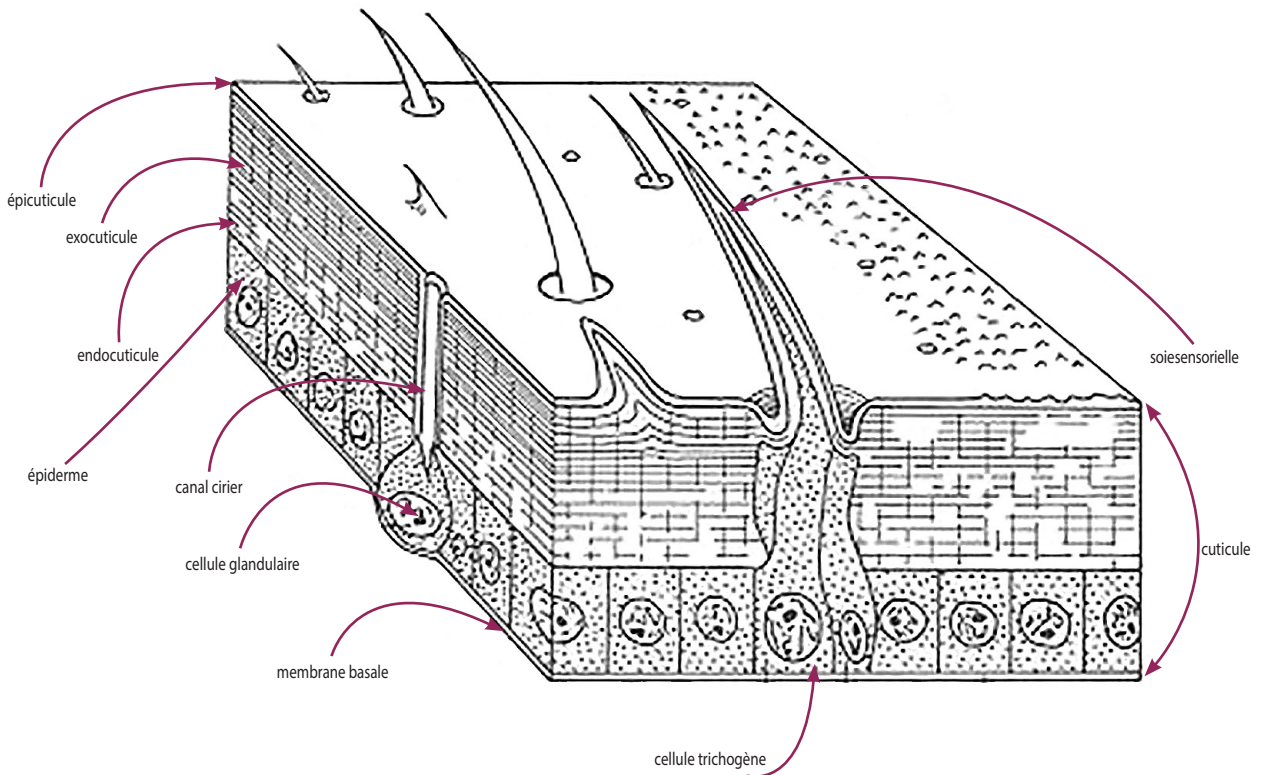 épicuticule
exocuticule
endocuticule
épiderme
canal cirier
cellule glandulaire
membrane basale
cellule trichogène
soiesensorielle
cuticule